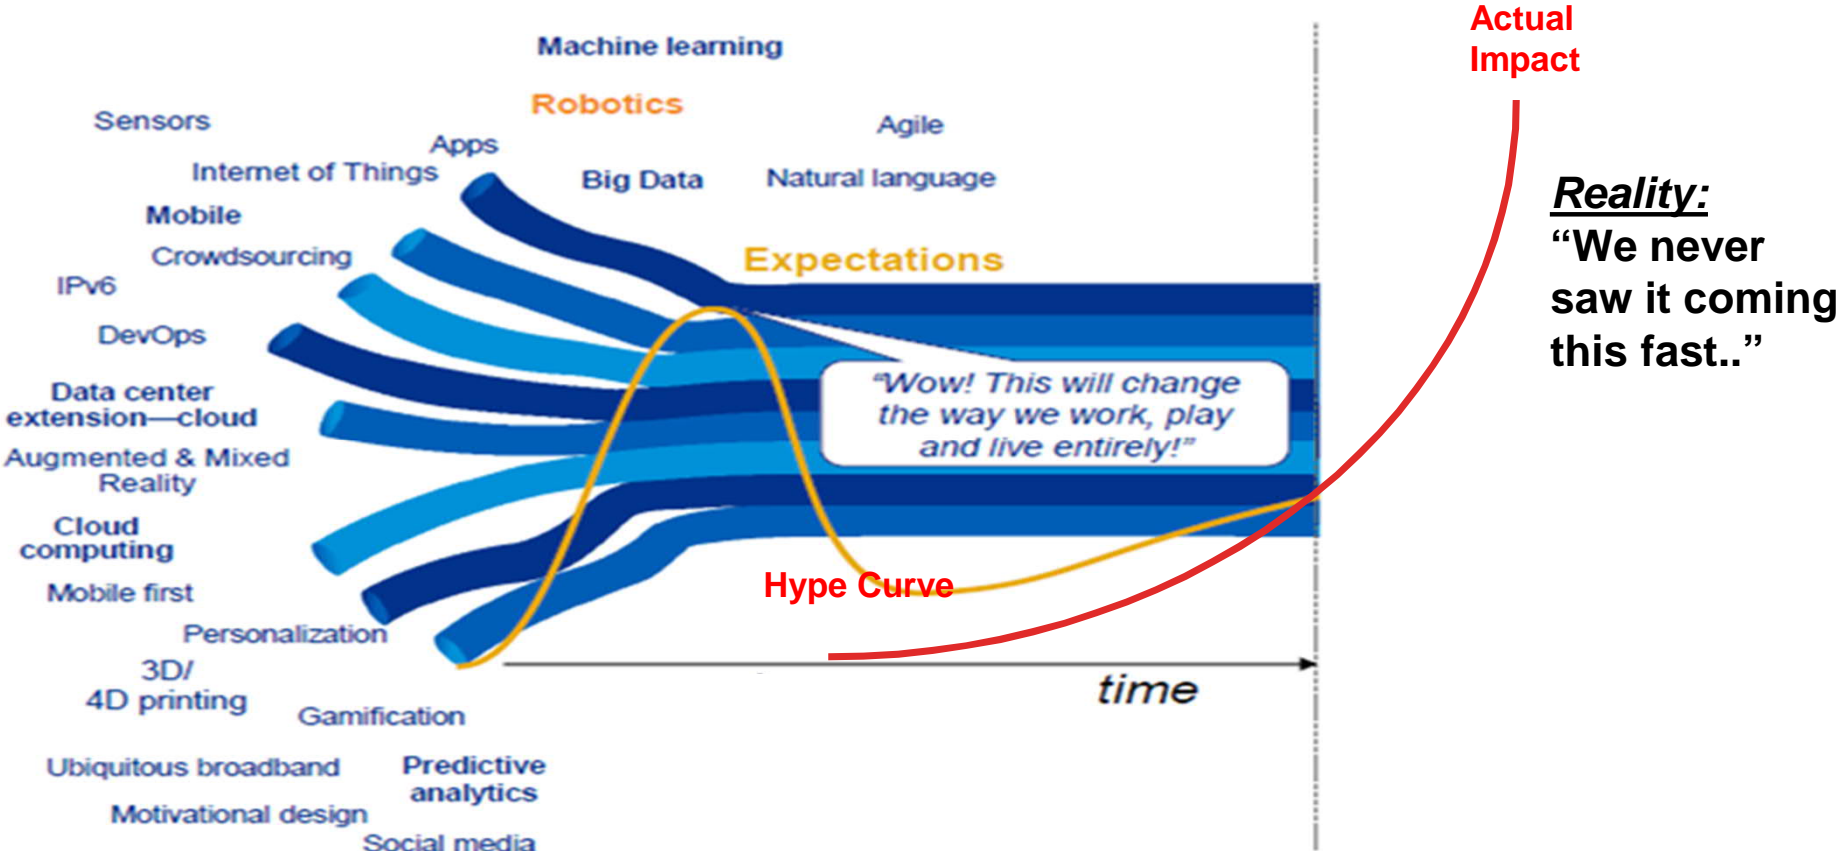 Actual
Impact
Machine learning
Robotics
Sensors
Agile
Apps
Internet of Things
Big Data
Natural language
Reality:
Mobile
“We never
Crowdsourcing
Expectations
IPv6
saw it coming
DevOps
this fast..”
Data center
extension—cloud
“Wow! This will change
the way we work, play
and live entirely!”
Augmented & Mixed
Reality
Cloud
computing
Mobile first
Hype Curve
Personalization
3D/
4D printing
time
Gamification
Ubiquitous broadband
Predictive
analytics
Motivational design
Social media